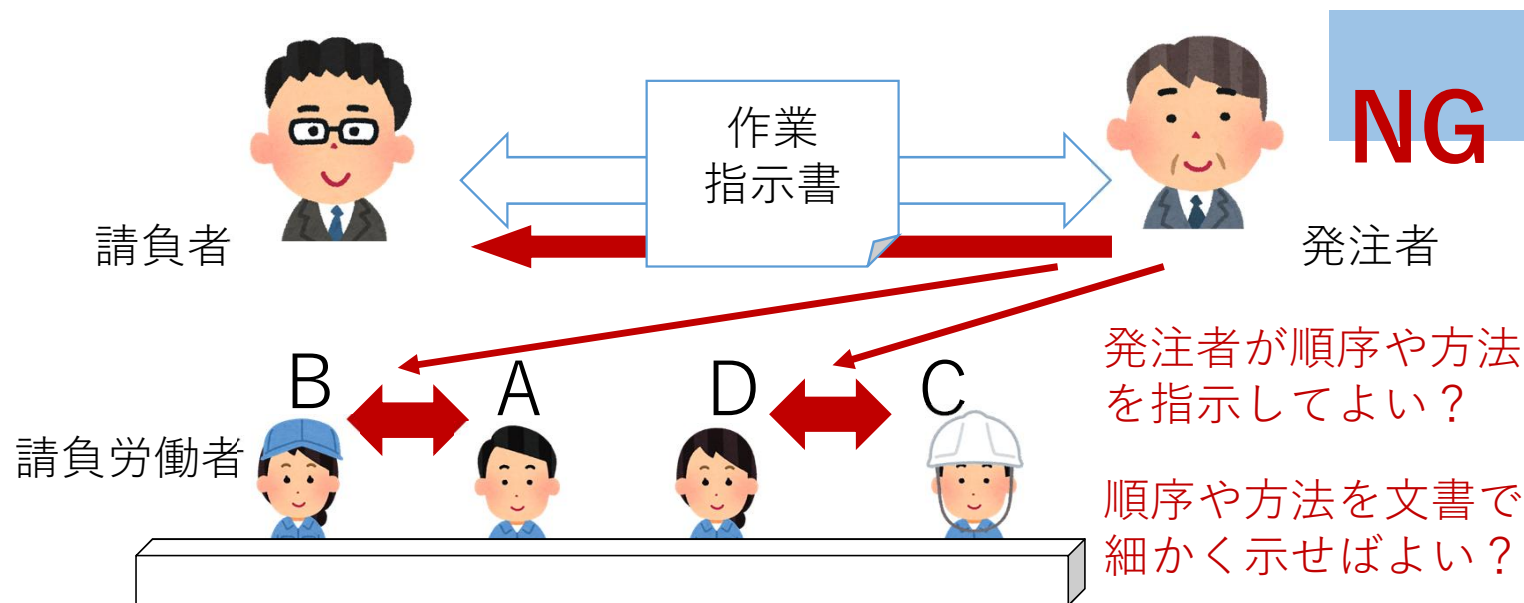 作業
指示書
NG
請負者
発注者
B
A
D
C
請負労働者
発注者が順序や方法
を指示してよい？
順序や方法を文書で
細かく示せばよい？